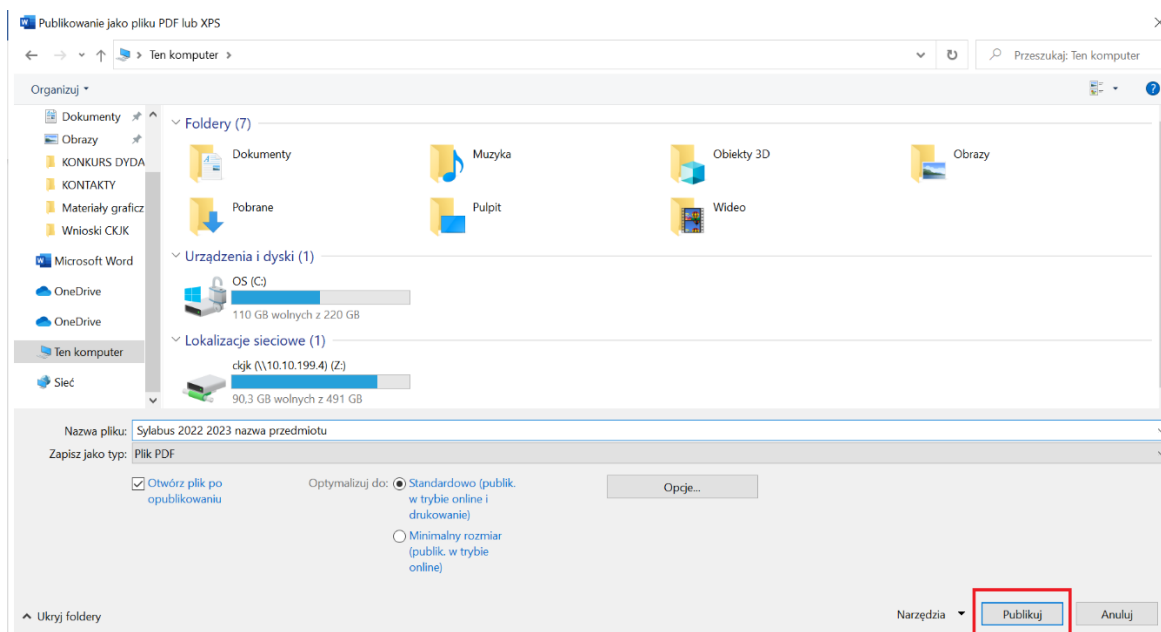 Publikowanie jako pliku PDF lub XPS
Ten komputer
Przeszukaj: Ten komputer
Organizuj
Dokumenty
Obrazy
KONKURS DYDA
KONTAKTY
Materiały graficz
Wnioski CKJK
Microsoft Word
OneDrive
OneDrive
Ten komputer
Sieć
Foldery (7)
Dokumenty
Muzyka
Obiekty 3D
Obrazy
Pobrane
Pulpit
Wideo
Urządzenia i dyski (1)
OS (C:)
110 GB wolnych z 220 GB
Lokalizacje sieciowe (1)
ckjk (\\10.10.199.4) (Z:)
90,3 GB wolnych z 491 GB
Nazwa pliku: Sylabus 2022 2023 nazwa przedmiotu
Zapisz jako typ: Plik PDF
Otwórz plik po
opublikowaniu
Optymalizuj do:
Standardowo (publik.
w trybie online i
drukowanie)
Minimalny rozmiar
(publik. w trybie
online)
Opcje...
Ukryj foldery
Narzędzia
Publikuj
Anuluj